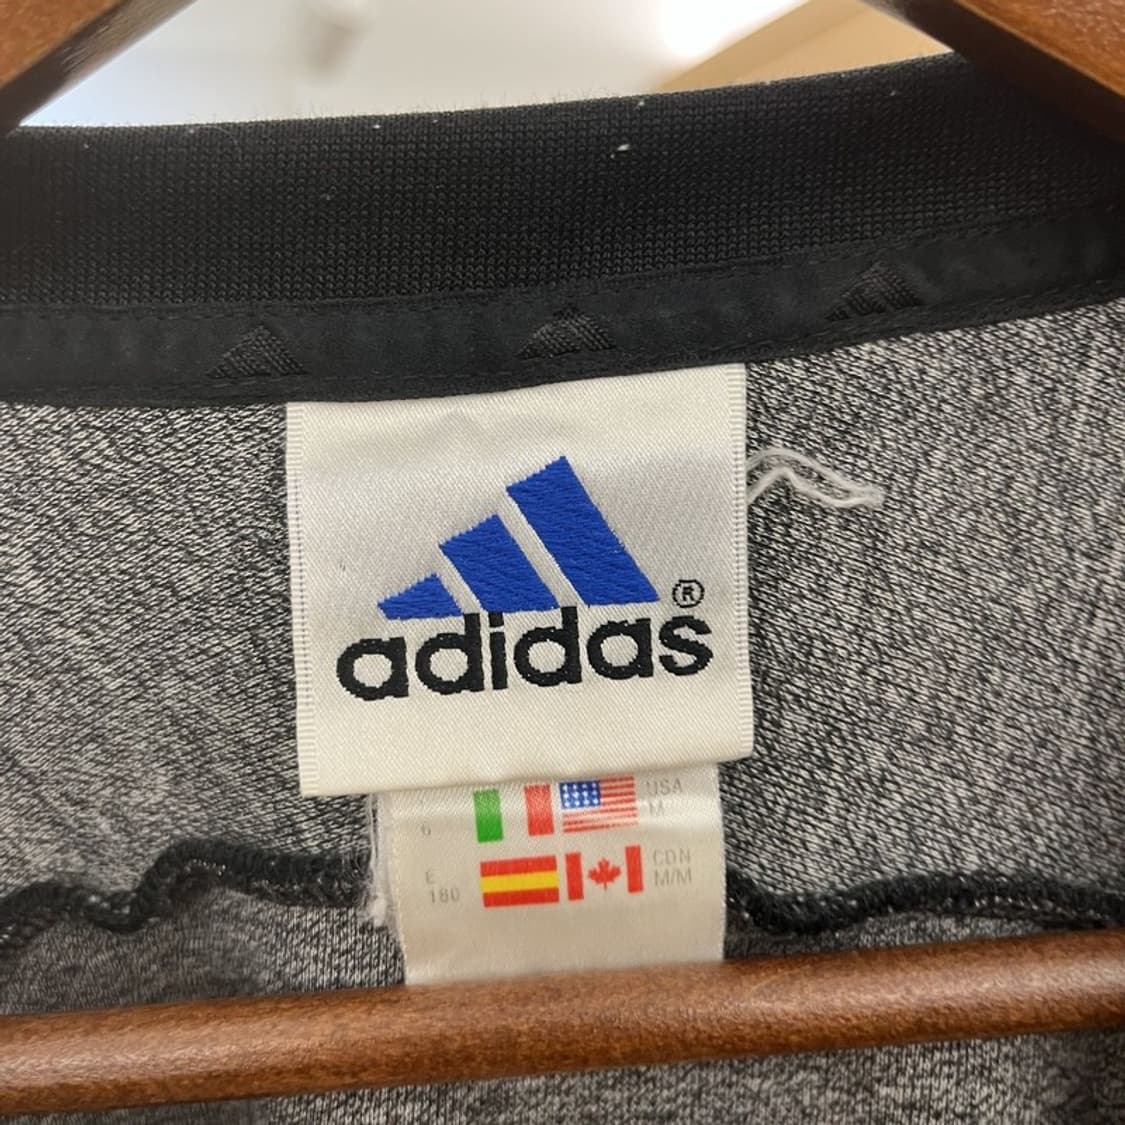 adidas®
USA
6 M
E CDN
180 M/M